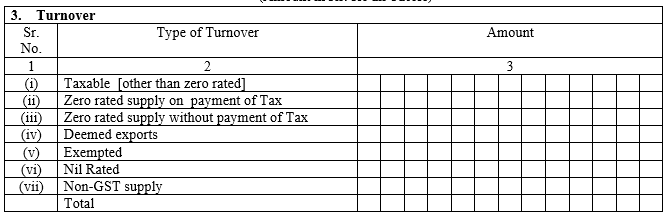 3. Turnover
Sr. No. Type of Turnover Amount
1 2 3
(i) Taxable [other than zero rated]
(ii) Zero rated supply on payment of Tax
(iii) Zero rated supply without payment of Tax
(iv) Deemed exports
(v) Exempted
(vi) Nil Rated
(vii) Non-GST supply
Total